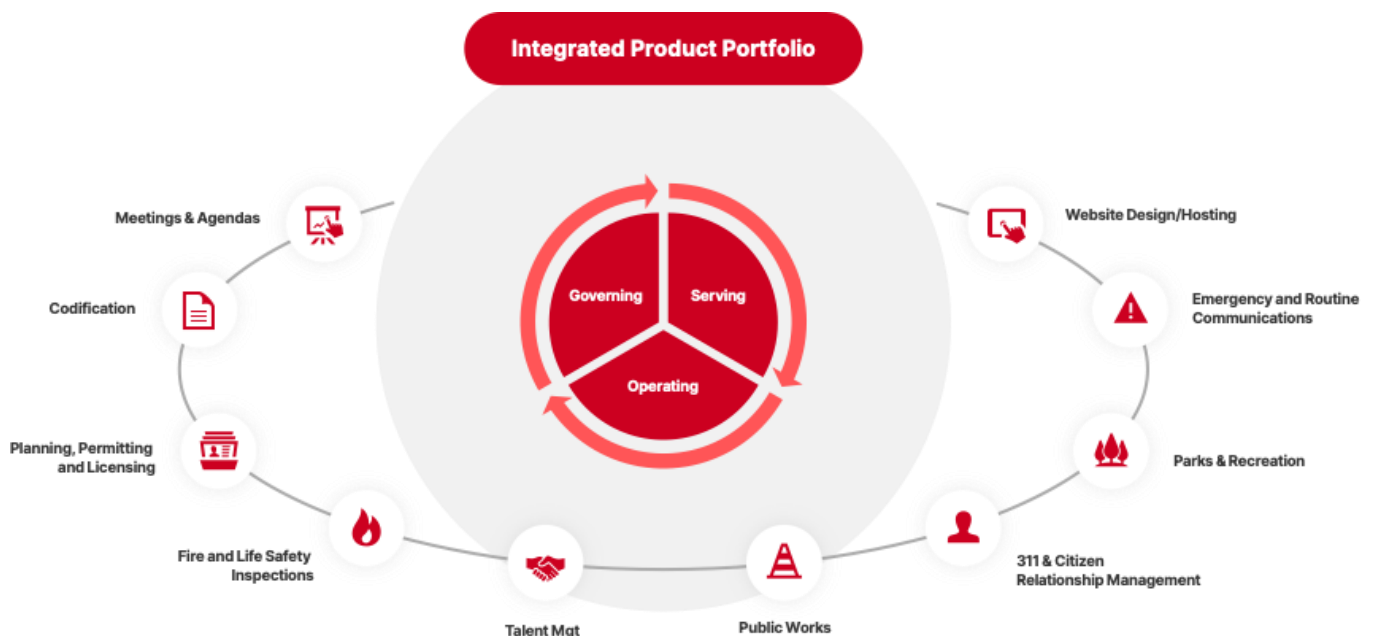 Integrated Product Portfolio
Meetings & Agendas
Website Design/Hosting
Governing
Serving
Codification
Emergency and Routine
Communications
Operating
Planning, Permitting
and Licensing
Parks & Recreation
Fire and Life Safety
Inspections
311 & Citizen
Relationship Management
Talent Mgt
Public Works